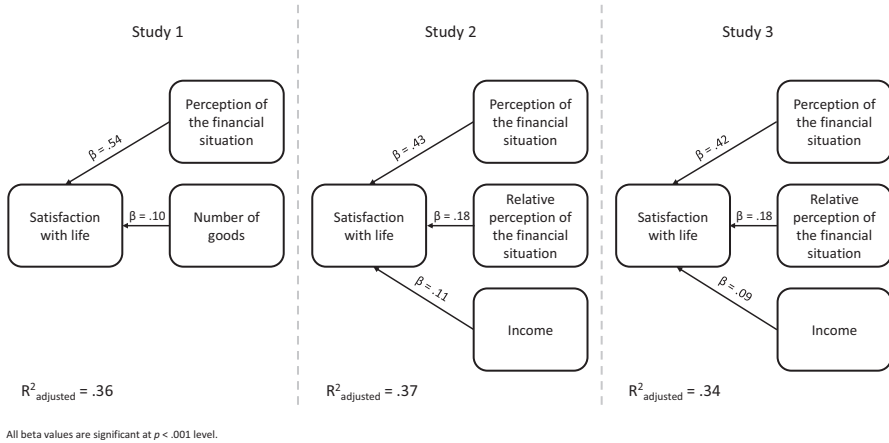 Study 1
Perception of
the financial
situation
β = .54
Satisfaction
with life
β = .10
Number of
goods
R²adjusted = .36
Study 2
Perception of
the financial
situation
β = .43
Satisfaction
with life
β = .18
Relative
perception of
the financial
situation
β = .11
Income
R²adjusted = .37
Study 3
Perception of
the financial
situation
β = .42
Satisfaction
with life
β = .18
Relative
perception of
the financial
situation
β = .09
Income
R²adjusted = .34
All beta values are significant at p < .001 level.